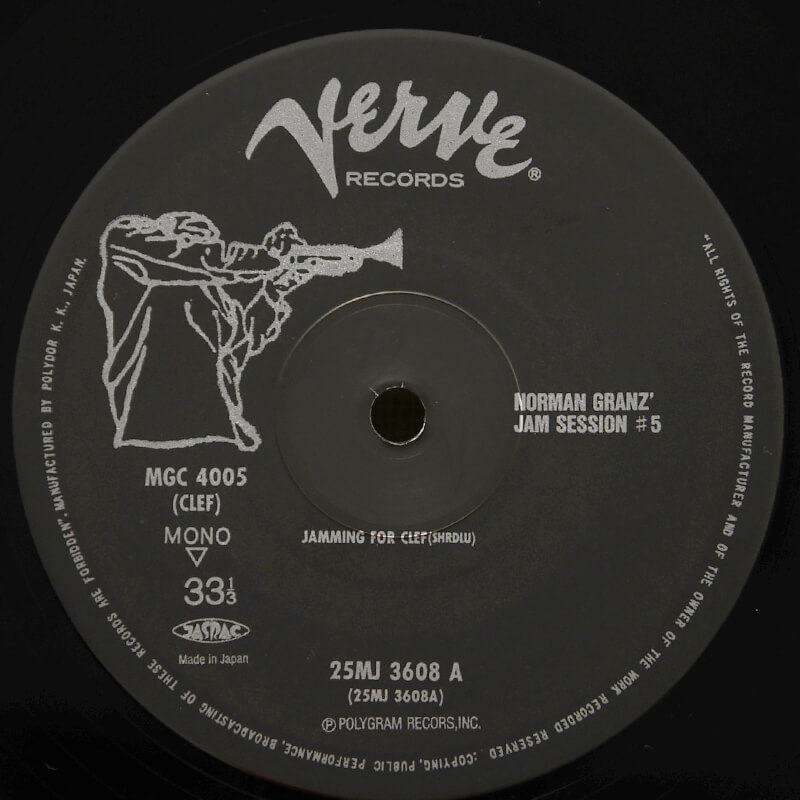 Verve
RECORDS ®
NORMAN GRANZ'
JAM SESSION #5
MGC 4005
(CLEF)
MONO
33⅓
JASRAC
Made in Japan
JAMMING FOR CLEF(SHRDLU)
25MJ 3608 A
(25MJ 3608A)
Ⓟ POLYGRAM RECORS,INC.
"ALL RIGHTS OF THE RECORD MANUFACTURER AND OF THE OWNER OF THE WORK RECORDED RESERVED :COPYING, PUBLIC PERFORMANCE, BROADCASTING OF THESE RECORDS ARE FORBIDDEN", MANUFACTURED BY POLYDOR K. K., JAPAN.